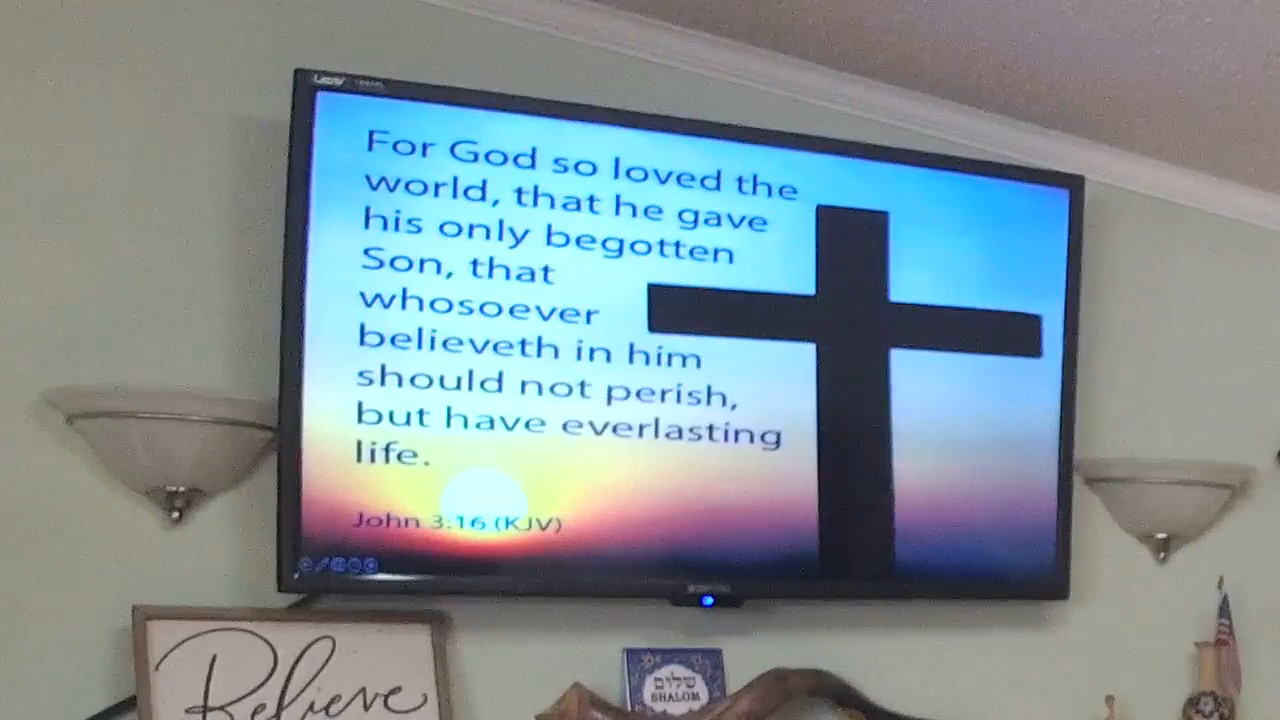 For God so loved the
world, that he gave
his only begotten
Son, that
whosoever
believeth in him
should not perish,
but have everlasting
life.
John 3:16 (KJV)
Believe
שלום
SHALOM